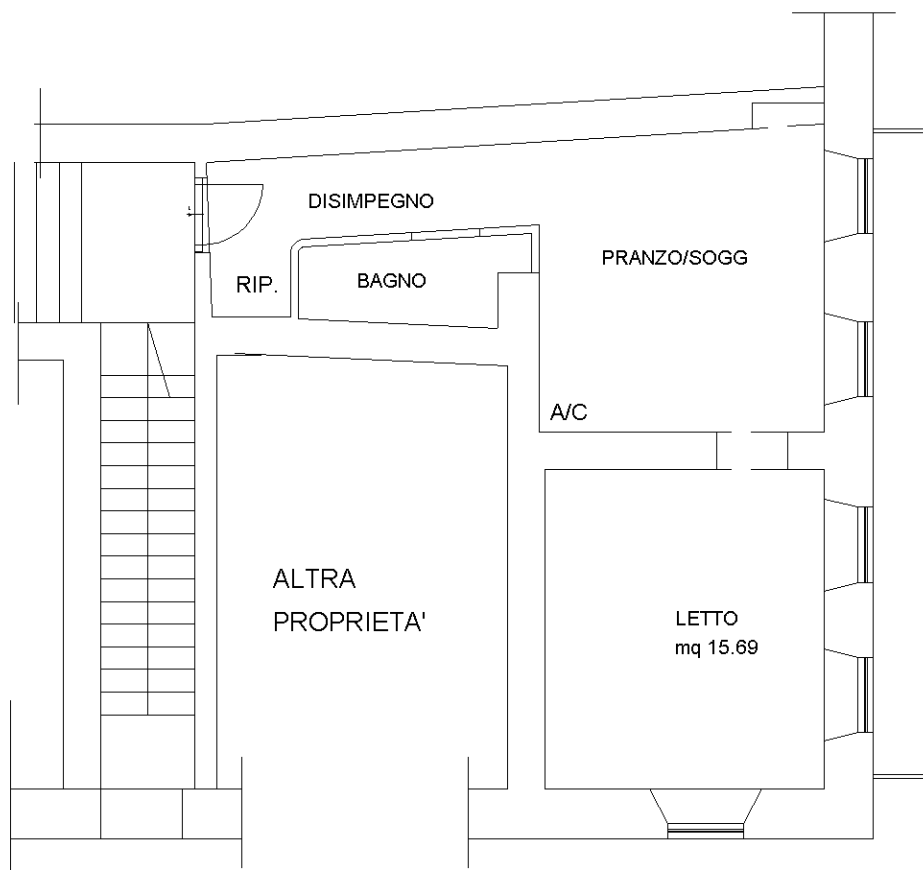 DISIMPEGNO
PRANZO/SOGG
RIP.
BAGNO
A/C
ALTRA
PROPRIETA'
LETTO
mq 15.69